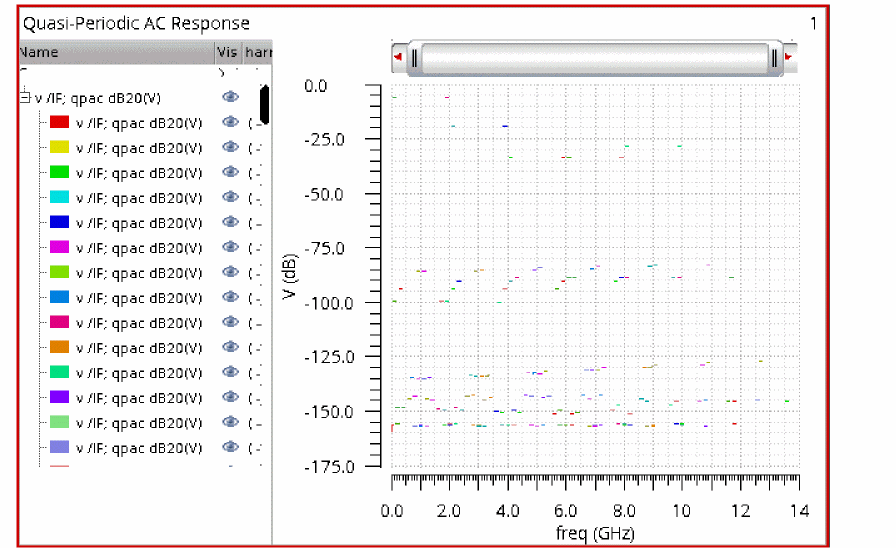 Quasi-Periodic AC Response
1
Name Vis harr
v /IF; qpac dB20(V)
v /IF; qpac dB20(V) (-
v /IF; qpac dB20(V) (-
v /IF; qpac dB20(V) (-
v /IF; qpac dB20(V) (-
v /IF; qpac dB20(V) (-
v /IF; qpac dB20(V) (-
v /IF; qpac dB20(V) (-
v /IF; qpac dB20(V) (-
v /IF; qpac dB20(V) (-
v /IF; qpac dB20(V) (-
v /IF; qpac dB20(V) (-
v /IF; qpac dB20(V) (-
v /IF; qpac dB20(V) (-
v /IF; qpac dB20(V) (-
V (dB)
0.0
-25.0
-50.0
-75.0
-100.0
-125.0
-150.0
-175.0
0.0 2.0 4.0 6.0 8.0 10 12 14
freq (GHz)